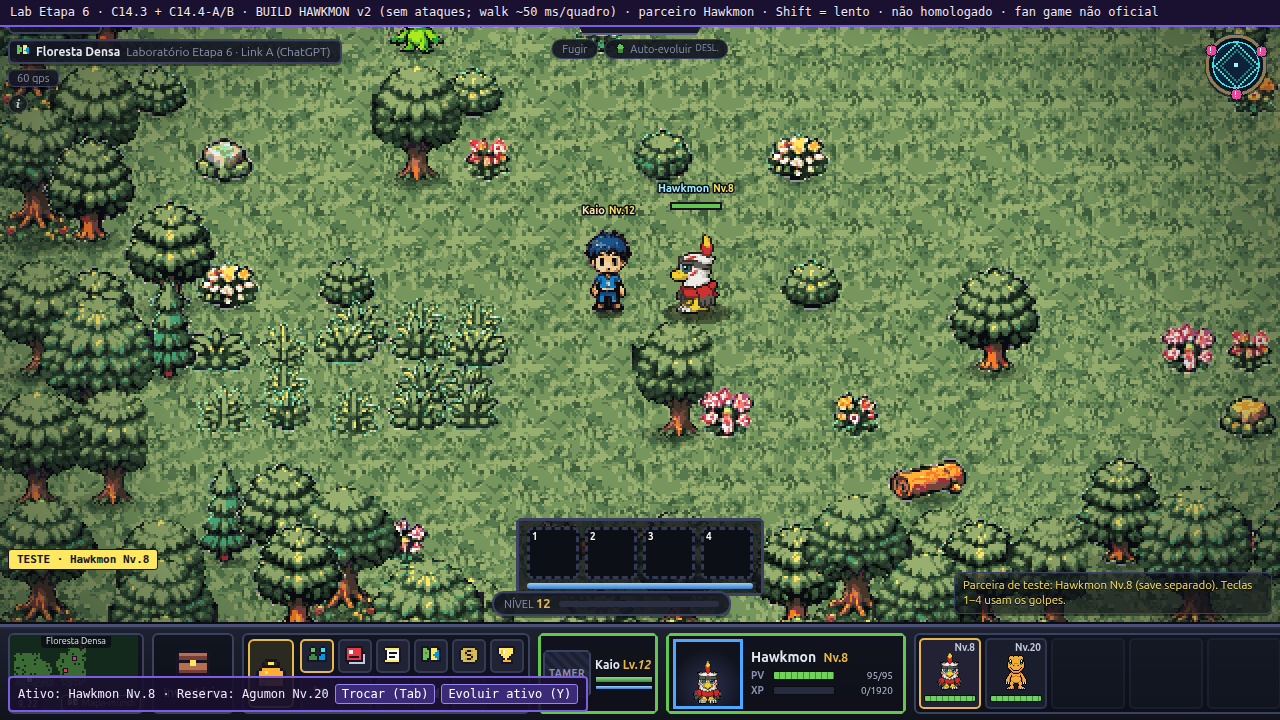 Lab Etapa 6 · C14.3 + C14.4-A/B · BUILD HAWKMON v2 (sem ataques; walk ~50 ms/quadro) · parceiro Hawkmon · Shift = lento · não homologado · fan game não oficial
Floresta Densa Laboratório Etapa 6 · Link A (ChatGPT)
Fugir
Auto-evoluir DESL.
60 qps
i
Hawkmon Nv.8
Kaio Nv.12
1 2 3 4
TESTE · Hawkmon Nv.8
Parceira de teste: Hawkmon Nv.8 (save separado). Teclas
1–4 usam os golpes.
NÍVEL 12
Floresta Densa
TAMER
Kaio Lv.12
Hawkmon Nv.8
PV 95/95
XP 0/1920
Nv.8
Nv.20
Ativo: Hawkmon Nv.8 · Reserva: Agumon Nv.20 Trocar (Tab) Evoluir ativo (Y)